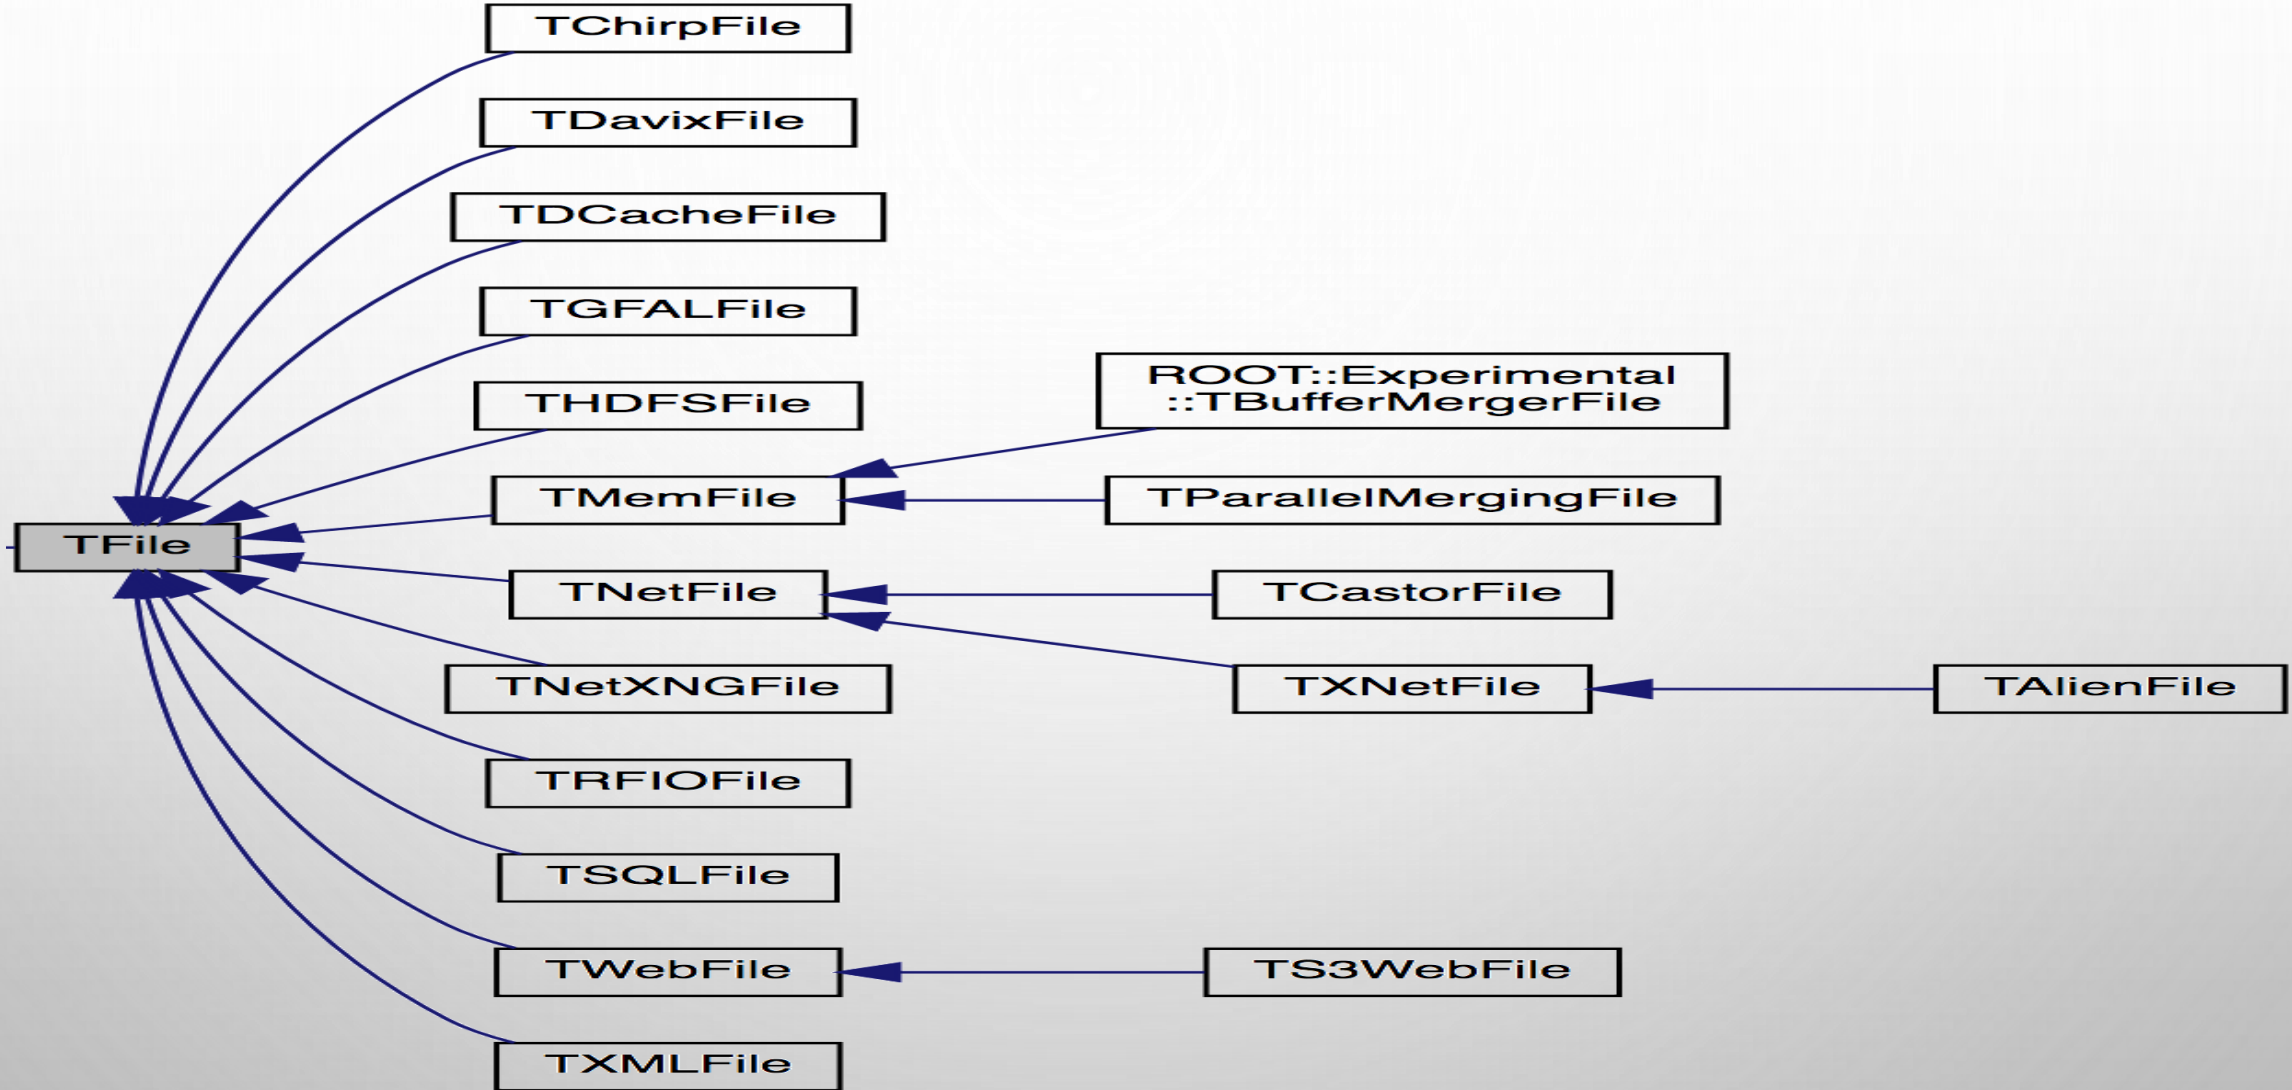 TChirpFile
TDavixFile
TDCacheFile
TGFALFile
THDFSFile
ROOT::Experimental
::TBufferMergerFile
TMemFile
TParallelMergingFile
TFile
TNetFile
TCastorFile
TNetXNGFile
TXNetFile
TAlienFile
TRFIOFile
TSQLFile
TWebFile
TS3WebFile
TXMLFile